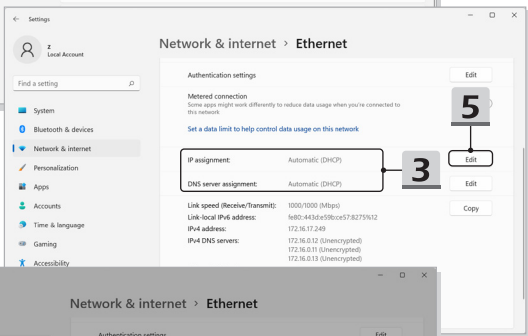 Settings
z
Local Account
Find a setting
System
Bluetooth & devices
Network & internet
Personalization
Apps
Accounts
Time & language
Gaming
Accessibility
Network & internet > Ethernet
Authentication settings Edit
Metered connection
Some apps might work differently to reduce data usage when you're connected to
this network
Set a data limit to help control data usage on this network
5
IP assignment: Automatic (DHCP) Edit
3
DNS server assignment: Automatic (DHCP) Edit
Link speed (Receive/Transmit): 1000/1000 (Mbps) Copy
Link-local IPv6 address: fe80::443d:e59b:ce57:8275%12
IPv4 address: 172.16.17.249
IPv4 DNS servers: 172.16.0.12 (Unencrypted)
172.16.0.11 (Unencrypted)
172.16.0.13 (Unencrypted)
Network & internet > Ethernet
Authentication settings Edit